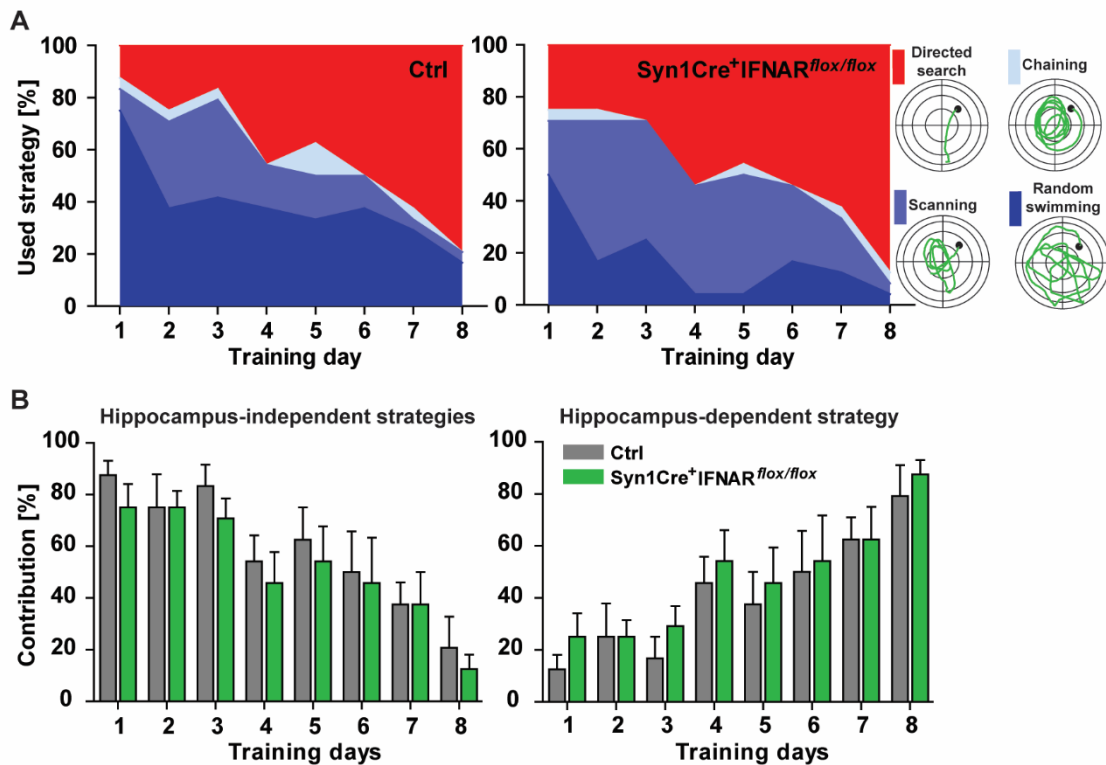 A
Used strategy [%]
100
80
60
40
20
0
Ctrl
1 2 3 4 5 6 7 8
Training day
100
80
60
40
20
0
Syn1Cre+IFNARflox/flox
1 2 3 4 5 6 7 8
Training day
Directed
search
Chaining
Scanning
Random
swimming
B
Hippocampus-independent strategies
Contribution [%]
100
80
60
40
20
0
1 2 3 4 5 6 7 8
Training days
Hippocampus-dependent strategy
Ctrl
Syn1Cre+IFNARflox/flox
100
80
60
40
20
0
1 2 3 4 5 6 7 8
Training days